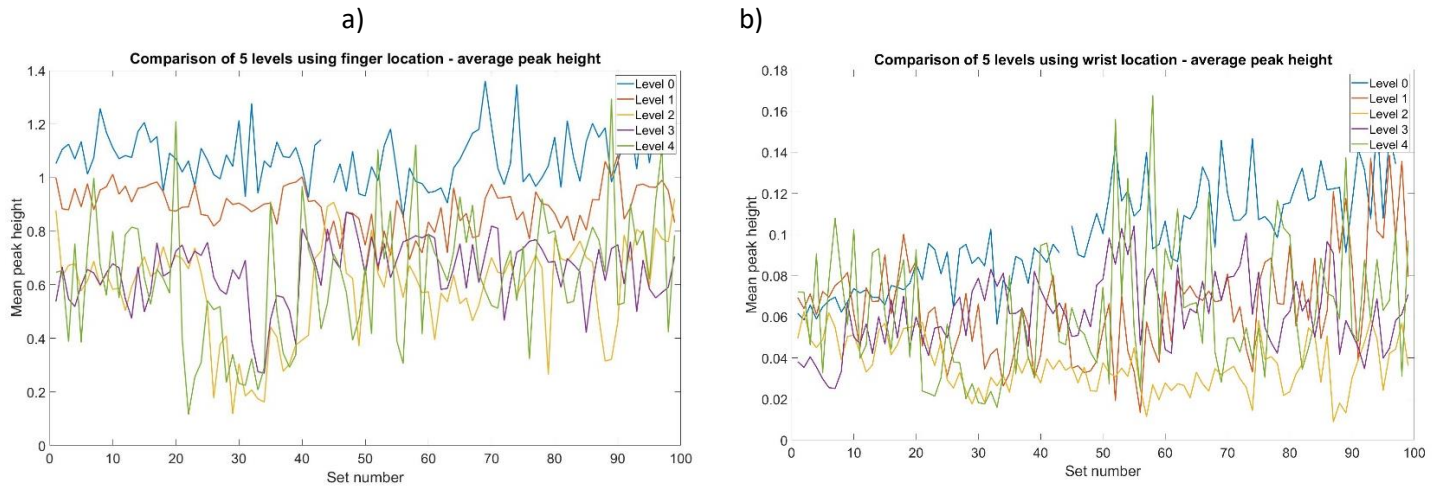 a)
b)
Comparison of 5 levels using finger location - average peak height
1.4
1.2
1
0.8
0.6
0.4
0.2
0
Mean peak height
0 10 20 30 40 50 60 70 80 90 100
Set number
Level 0
Level 1
Level 2
Level 3
Level 4
Comparison of 5 levels using wrist location - average peak height
0.18
0.16
0.14
0.12
0.1
0.08
0.06
0.04
0.02
0
Mean peak height
0 10 20 30 40 50 60 70 80 90 100
Set number
Level 0
Level 1
Level 2
Level 3
Level 4